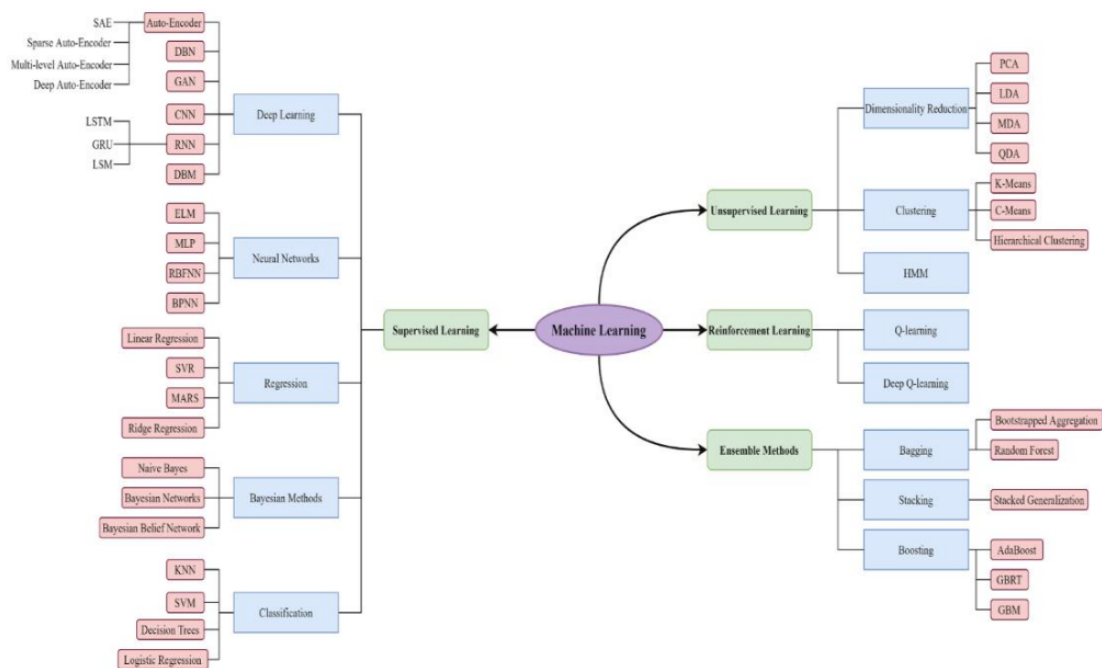 SAE
Sparse Auto-Encoder
Multi-level Auto-Encoder
Deep Auto-Encoder
Auto-Encoder
DBN
GAN
CNN
LSTM
GRU
LSM
RNN
DBM
Deep Learning
ELM
MLP
RBFNN
BPNN
Neural Networks
Linear Regression
SVR
MARS
Ridge Regression
Regression
Naive Bayes
Bayesian Networks
Bayesian Belief Network
Bayesian Methods
KNN
SVM
Decision Trees
Logistic Regression
Classification
Supervised Learning
Machine Learning
Unsupervised Learning
Dimensionality Reduction
PCA
LDA
MDA
QDA
Clustering
K-Means
C-Means
Hierarchical Clustering
HMM
Reinforcement Learning
Q-learning
Deep Q-learning
Ensemble Methods
Bagging
Bootstrapped Aggregation
Random Forest
Stacking
Stacked Generalization
Boosting
AdaBoost
GBRT
GBM